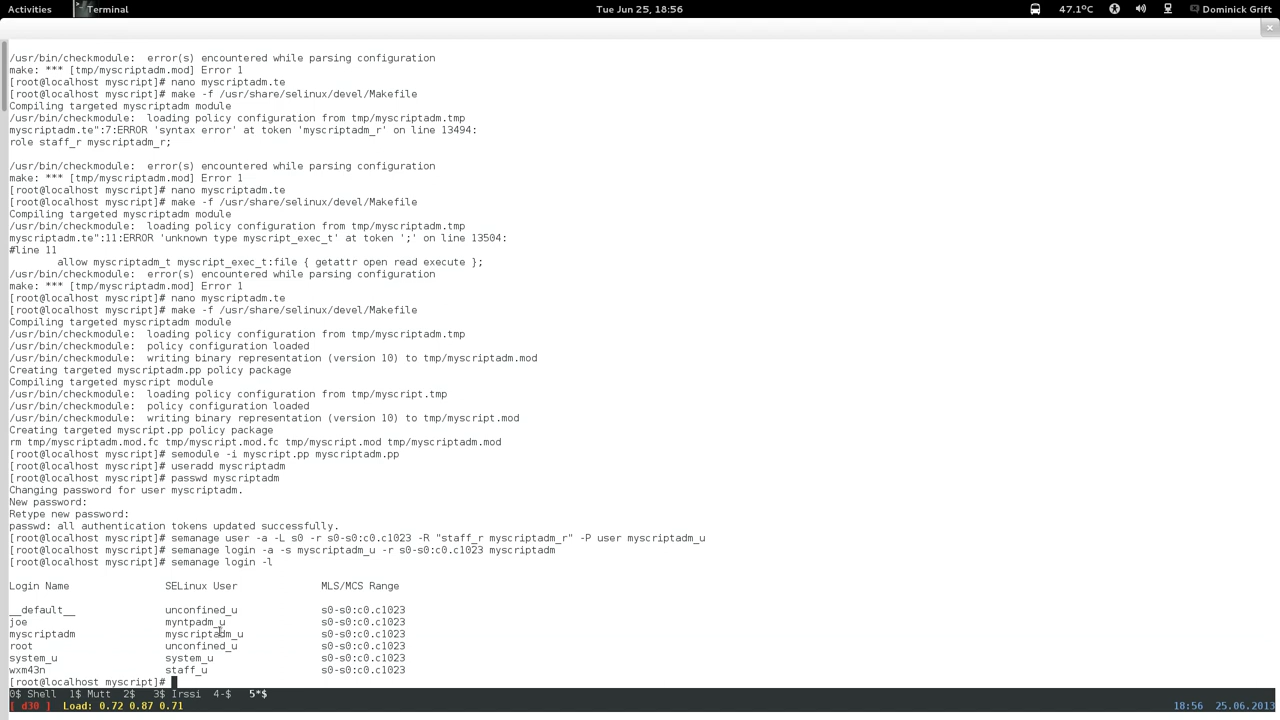 Activities Terminal Tue Jun 25, 18:56 47.1°C Dominick Grift
/usr/bin/checkmodule:  error(s) encountered while parsing configuration
make: *** [tmp/myscriptadm.mod] Error 1
[root@localhost myscript]# nano myscriptadm.te
[root@localhost myscript]# make -f /usr/share/selinux/devel/Makefile
Compiling targeted myscriptadm module
/usr/bin/checkmodule:  loading policy configuration from tmp/myscriptadm.tmp
myscriptadm.te":7:ERROR 'syntax error' at token 'myscriptadm_r' on line 13494:
role staff_r myscriptadm_r;
/usr/bin/checkmodule:  error(s) encountered while parsing configuration
make: *** [tmp/myscriptadm.mod] Error 1
[root@localhost myscript]# nano myscriptadm.te
[root@localhost myscript]# make -f /usr/share/selinux/devel/Makefile
Compiling targeted myscriptadm module
/usr/bin/checkmodule:  loading policy configuration from tmp/myscriptadm.tmp
myscriptadm.te":11:ERROR 'unknown type myscript_exec_t' at token ';' on line 13504:
#line 11
allow myscriptadm_t myscript_exec_t:file { getattr open read execute };
/usr/bin/checkmodule:  error(s) encountered while parsing configuration
make: *** [tmp/myscriptadm.mod] Error 1
[root@localhost myscript]# nano myscriptadm.te
[root@localhost myscript]# make -f /usr/share/selinux/devel/Makefile
Compiling targeted myscriptadm module
/usr/bin/checkmodule:  loading policy configuration from tmp/myscriptadm.tmp
/usr/bin/checkmodule:  policy configuration loaded
/usr/bin/checkmodule:  writing binary representation (version 10) to tmp/myscriptadm.mod
Creating targeted myscriptadm.pp policy package
Compiling targeted myscript module
/usr/bin/checkmodule:  loading policy configuration from tmp/myscript.tmp
/usr/bin/checkmodule:  policy configuration loaded
/usr/bin/checkmodule:  writing binary representation (version 10) to tmp/myscript.mod
Creating targeted myscript.pp policy package
rm tmp/myscriptadm.mod.fc tmp/myscript.mod.fc tmp/myscript.mod tmp/myscriptadm.mod
[root@localhost myscript]# semodule -i myscript.pp myscriptadm.pp
[root@localhost myscript]# useradd myscriptadm
[root@localhost myscript]# passwd myscriptadm
Changing password for user myscriptadm.
New password:
Retype new password:
passwd: all authentication tokens updated successfully.
[root@localhost myscript]# semanage user -a -L s0 -r s0-s0:c0.c1023 -R "staff_r myscriptadm_r" -P user myscriptadm_u
[root@localhost myscript]# semanage login -a -s myscriptadm_u -r s0-s0:c0.c1023 myscriptadm
[root@localhost myscript]# semanage login -l
Login Name SELinux User MLS/MCS Range
__default__ unconfined_u s0-s0:c0.c1023
joe myntpadm_u s0-s0:c0.c1023
myscriptadm myscriptadm_u s0-s0:c0.c1023
root unconfined_u s0-s0:c0.c1023
system_u system_u s0-s0:c0.c1023
wxm43n staff_u s0-s0:c0.c1023
[root@localhost myscript]#
0$ Shell  1$ Mutt  2$  3$ Irssi  4-$  5*$
[ d30 ]  Load: 0.72 0.87 0.71 18:56 25.06.2013